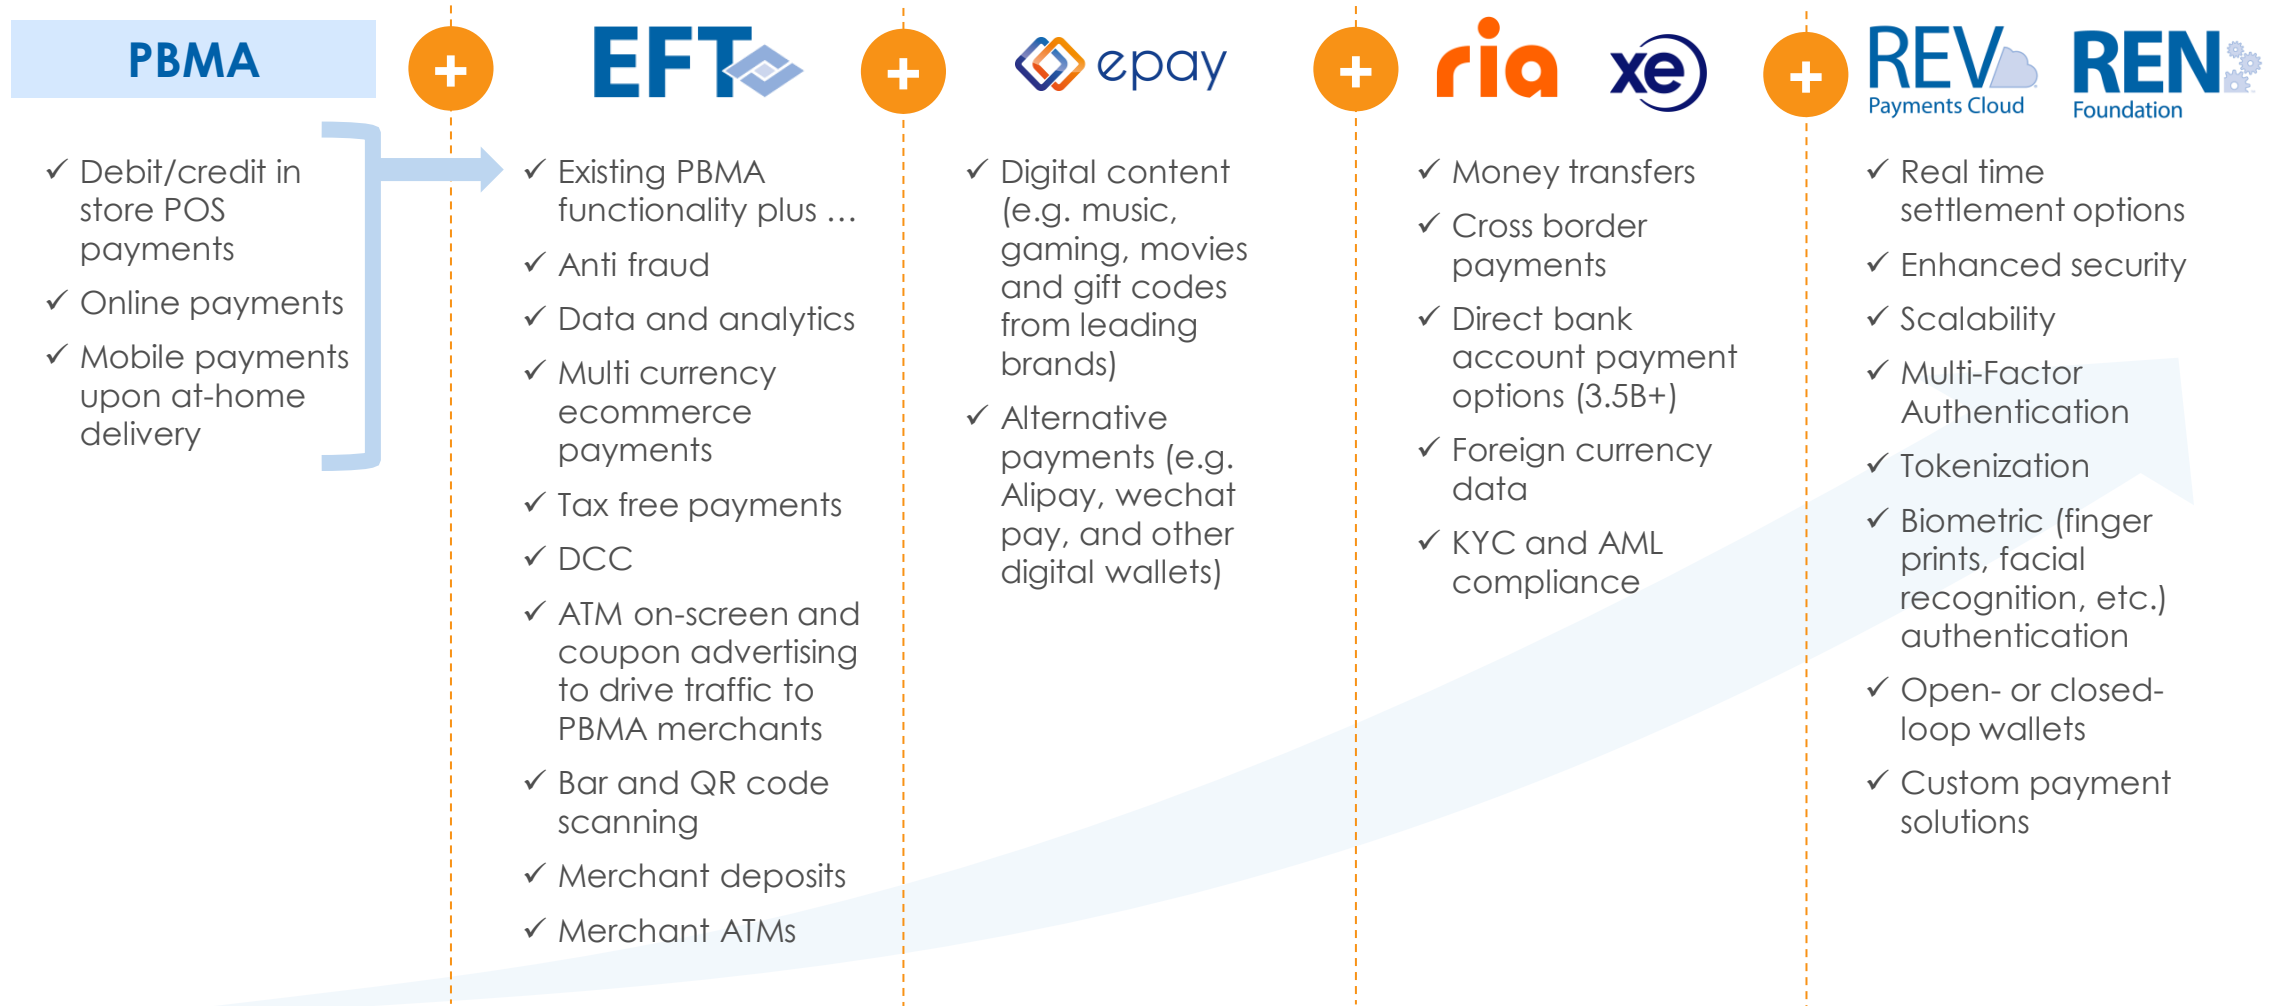 PBMA
Debit/credit in
store POS
payments
Online payments
Mobile payments
upon at-home
delivery
+
EFT
Existing PBMA
functionality plus …
Anti fraud
Data and analytics
Multi currency
ecommerce
payments
Tax free payments
DCC
ATM on-screen and
coupon advertising
to drive traffic to
PBMA merchants
Bar and QR code
scanning
Merchant deposits
Merchant ATMs
+
epay
Digital content
(e.g. music,
gaming, movies
and gift codes
from leading
brands)
Alternative
payments (e.g.
Alipay, wechat
pay, and other
digital wallets)
+
ria
xe
Money transfers
Cross border
payments
Direct bank
account payment
options (3.5B+)
Foreign currency
data
KYC and AML
compliance
+
REV
Payments Cloud
REN
Foundation
Real time
settlement options
Enhanced security
Scalability
Multi-Factor
Authentication
Tokenization
Biometric (finger
prints, facial
recognition, etc.)
authentication
Open- or closed-
loop wallets
Custom payment
solutions